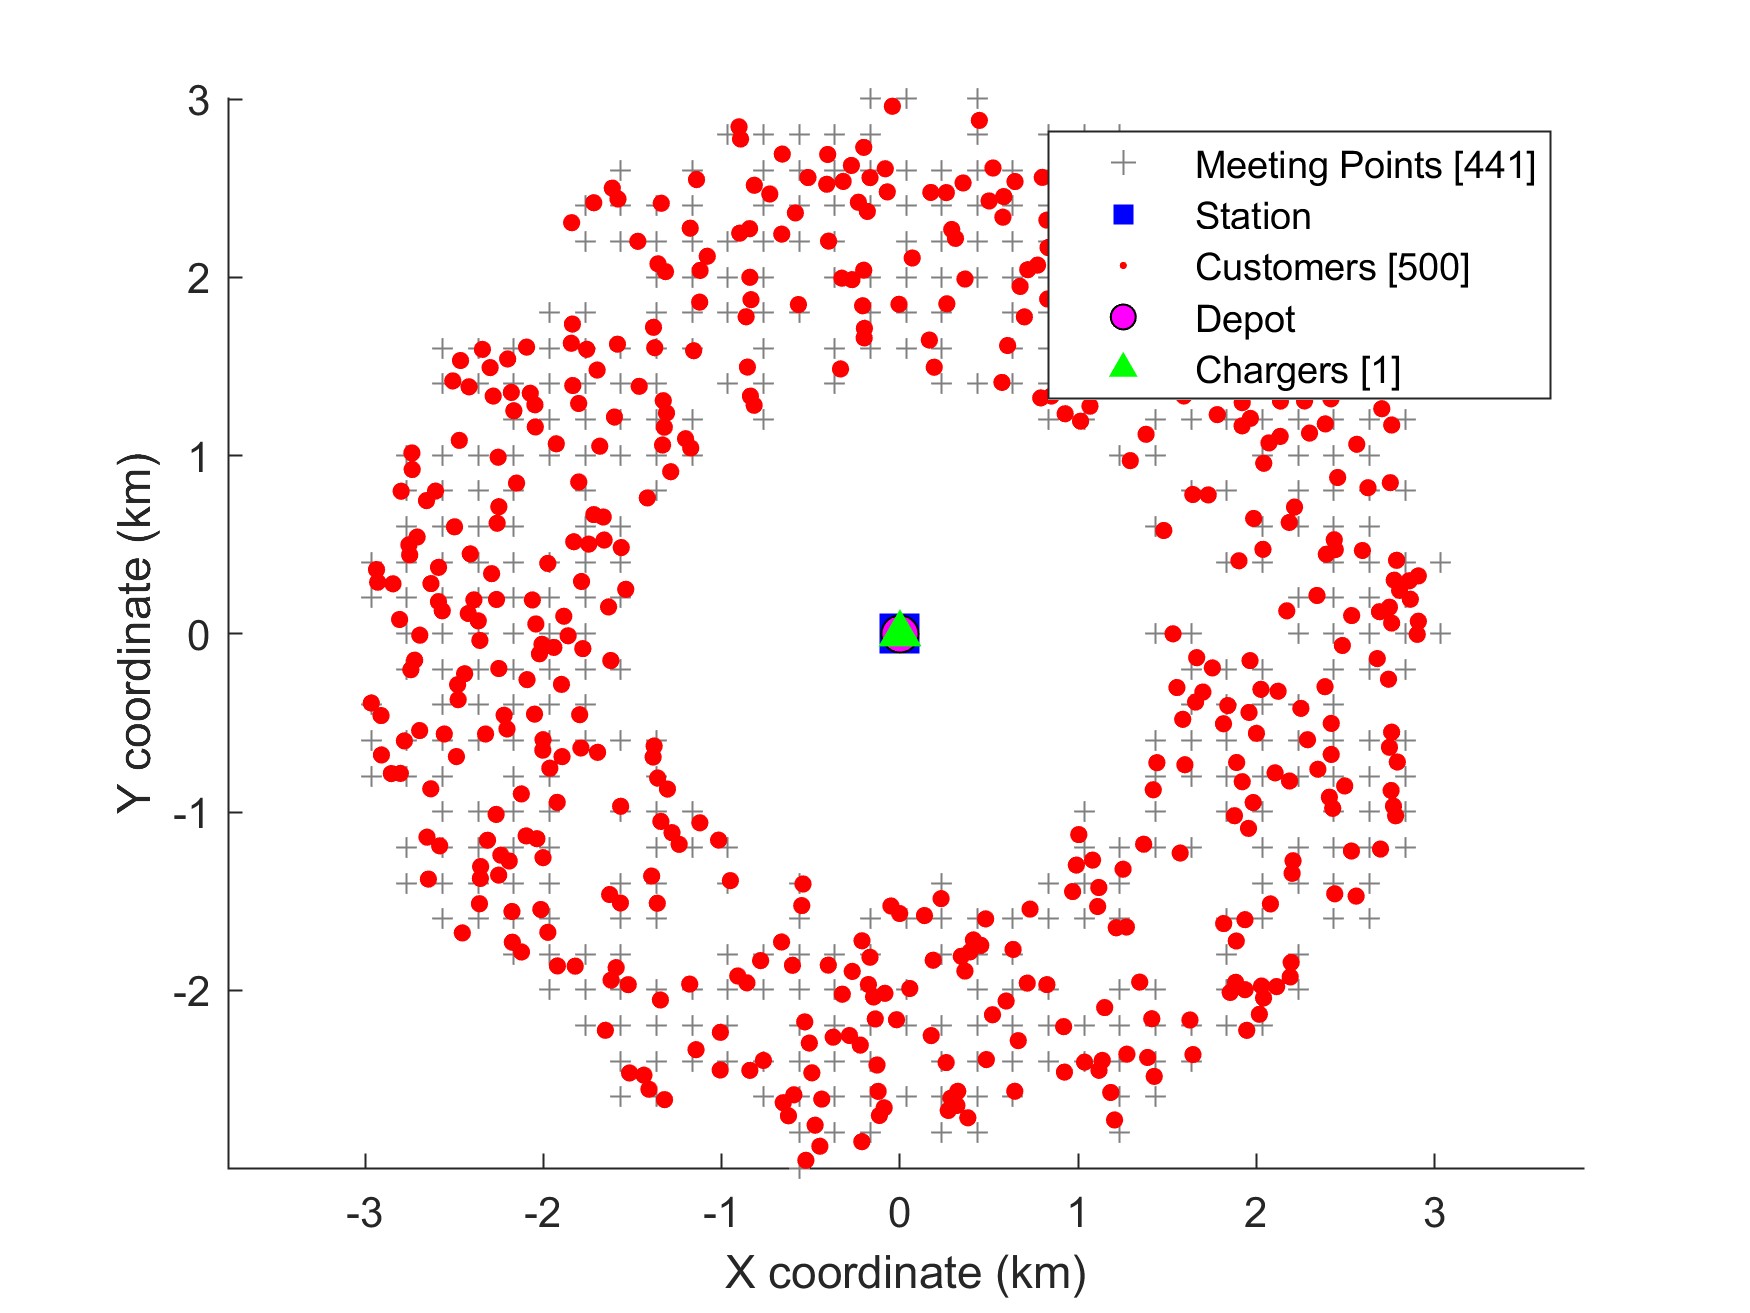 3
2
1
0
-1
-2
Y coordinate (km)
Meeting Points [441]
Station
Customers [500]
Depot
Chargers [1]
-3 -2 -1 0 1 2 3
X coordinate (km)